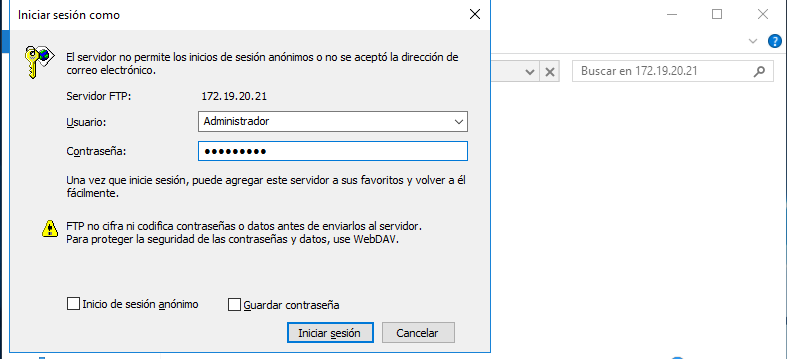 Iniciar sesión como
El servidor no permite los inicios de sesión anónimos o no se aceptó la dirección de
correo electrónico.
Buscar en 172.19.20.21
Servidor FTP: 172.19.20.21
Usuario: Administrador
Contraseña: •••••••••
Una vez que inicie sesión, puede agregar este servidor a sus favoritos y volver a él
fácilmente.
FTP no cifra ni codifica contraseñas o datos antes de enviarlos al servidor.
Para proteger la seguridad de las contraseñas y datos, use WebDAV.
Inicio de sesión anónimo Guardar contraseña
Iniciar sesión Cancelar